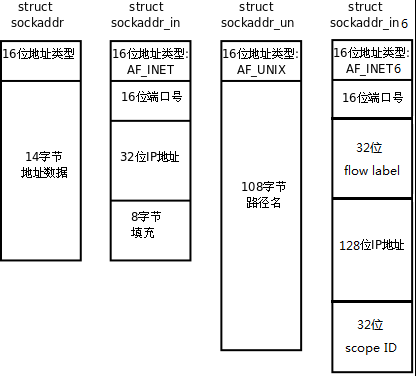 struct
sockaddr
16位地址类型
14字节
地址数据
struct
sockaddr_in
16位地址类型:
AF_INET
16位端口号
32位IP地址
8字节
填充
struct
sockaddr_un
16位地址类型:
AF_UNIX
108字节
路径名
struct
sockaddr_in6
16位地址类型:
AF_INET6
16位端口号
32位
flow label
128位IP地址
32位
scope ID